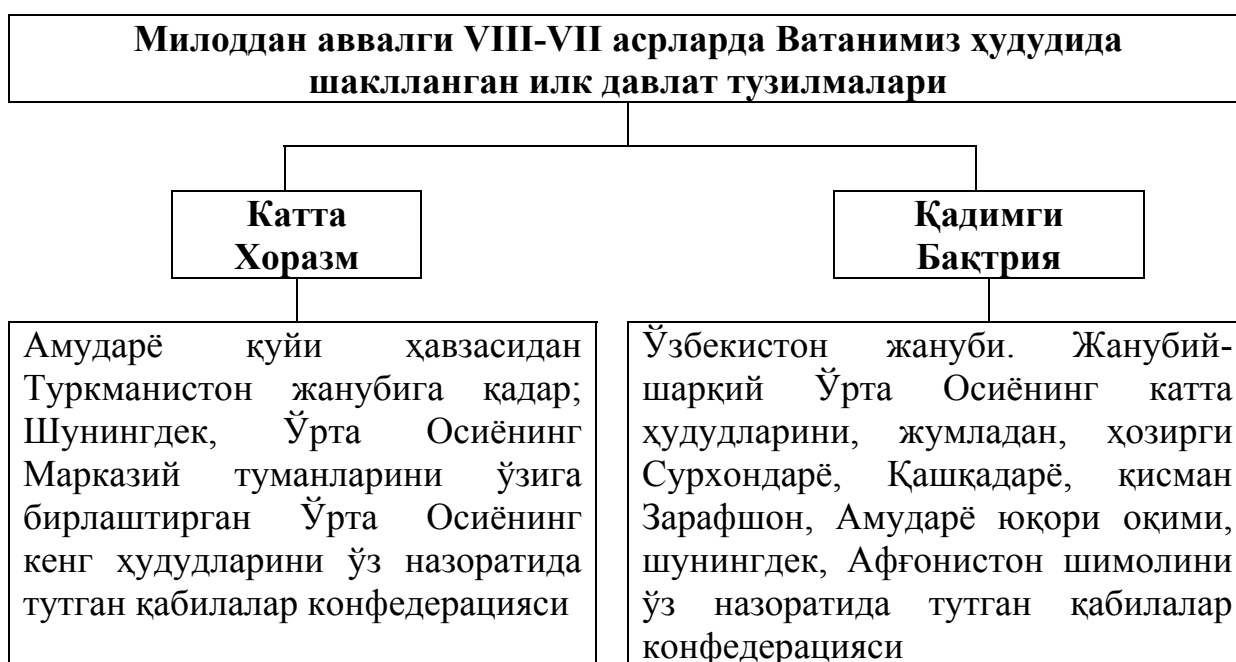 Милоддан аввалги VIII-VII асрларда Ватанимиз ҳудудида
шаклланган илк давлат тузилмалари
Катта
Хоразм
Қадимги
Бақтрия
Амударё қуйи ҳавзасидан
Туркманистон жанубига қадар;
Шунингдек, Ўрта Осиёнинг
Марказий туманларини ўзига
бирлаштирган Ўрта Осиёнинг
кенг ҳудудларини ўз назоратида
тутган қабилалар конфедерацияси
Ўзбекистон жануби. Жанубий-
шарқий Ўрта Осиёнинг катта
ҳудудларини, жумладан, ҳозирги
Сурхондарё, Қашқадарё, қисман
Зарафшон, Амударё юқори оқими,
шунингдек, Афғонистон шимолини
ўз назоратида тутган қабилалар
конфедерацияси